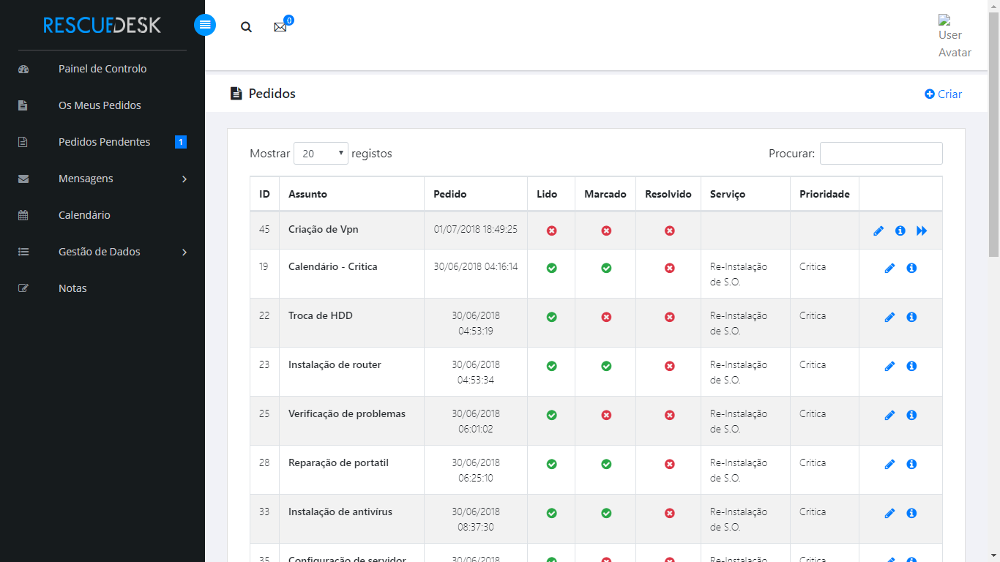 RESCUEDESK
0
User
Avatar
Painel de Controlo
Os Meus Pedidos
Pedidos Pendentes 1
Mensagens
Calendário
Gestão de Dados
Notas
Pedidos
Criar
Mostrar 20 registos
Procurar:
ID Assunto Pedido Lido Marcado Resolvido Serviço Prioridade
45 Criação de Vpn 01/07/2018 18:49:25
19 Calendário - Critica 30/06/2018 04:16:14 Re-Instalação Critica
de S.O.
22 Troca de HDD 30/06/2018 Re-Instalação Critica
04:53:19 de S.O.
23 Instalação de router 30/06/2018 Re-Instalação Critica
04:53:34 de S.O.
25 Verificação de problemas 30/06/2018 Re-Instalação Critica
06:01:02 de S.O.
28 Reparação de portatil 30/06/2018 Re-Instalação Critica
06:25:10 de S.O.
33 Instalação de antivírus 30/06/2018 Re-Instalação Critica
08:37:30 de S.O.
35 Configuração de servidor 30/06/2018 Re-Instalação Critica